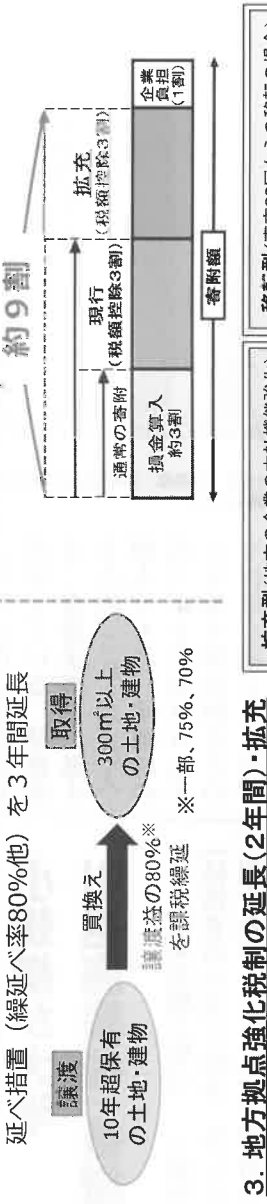 延べ措置（繰延べ率80%他）を３年間延長
譲渡
10年超保有
の土地・建物
買換え
譲渡益の80%※
を課税繰延
取得
300㎡以上
の土地・建物
※一部、75%、70%
約９割
通常の寄附
現行
(税額控除3割)
拡充
(税額控除3割)
損金算入
約3割
企業
負担
(1割)
寄附額
3. 地方拠点強化税制の延長(2年間)・拡充